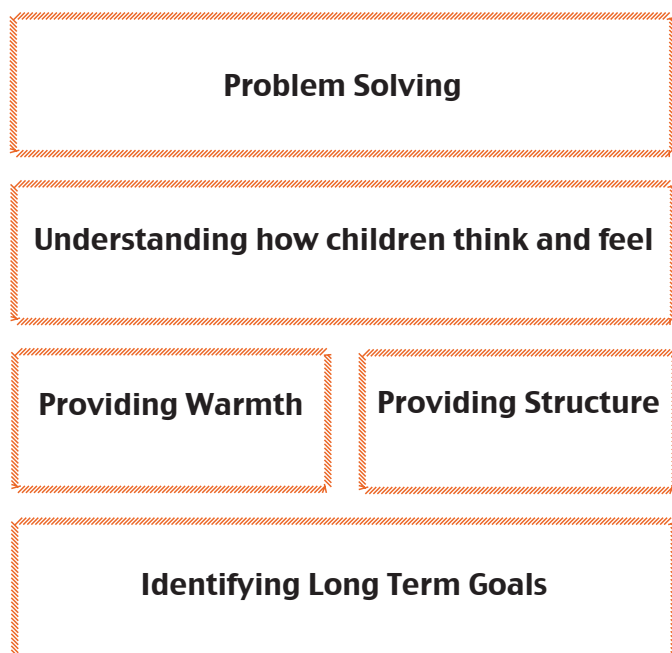 Problem Solving
Understanding how children think and feel
Providing Warmth
Providing Structure
Identifying Long Term Goals